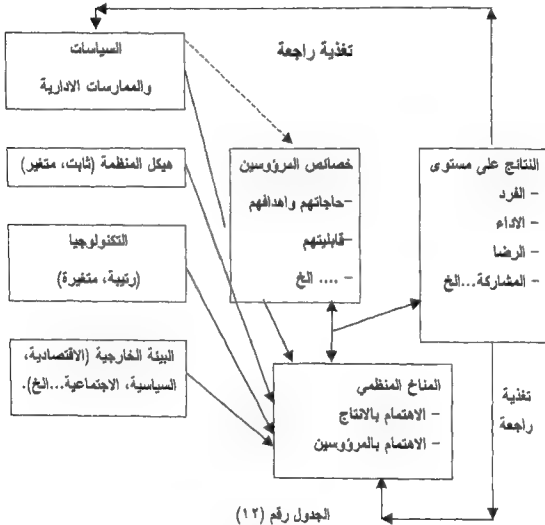 تغذية راجعة
السياسات
والممارسات الادارية
هيكل المنظمة (ثابت، متغير)
التكنولوجيا
(رتيبة، متغيرة)
البيئة الخارجية (الاقتصادية،
السياسية، الاجتماعية...الخ).
خصائص المرؤوسين
-حاجاتهم واهدافهم
-قابليتهم
- .... الخ
النتائج على مستوى
- الفرد
- الاداء
- الرضا
- المشاركة...الخ
المناخ المنظمي
- الاهتمام بالانتاج
- الاهتمام بالمرؤوسين
تغذية
راجعة
الجدول رقم (١٢)